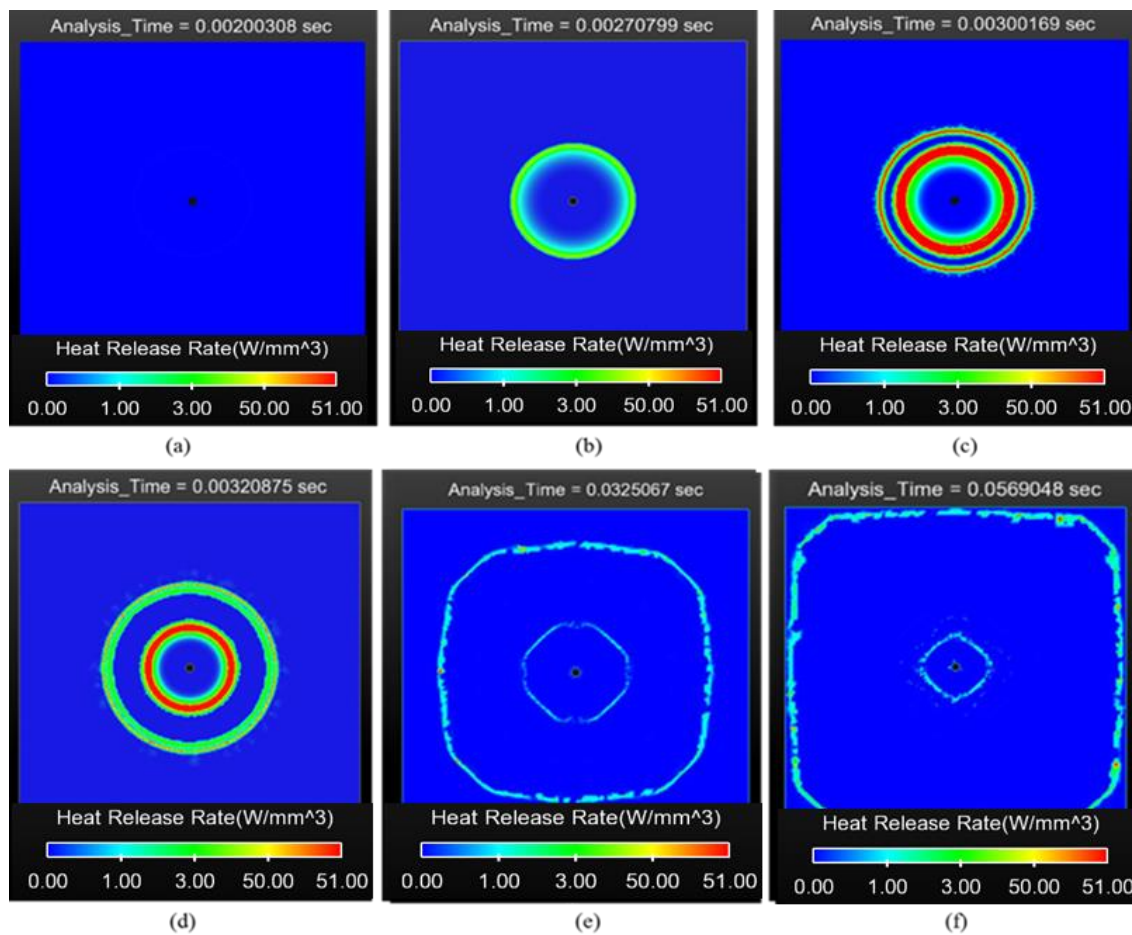 Analysis_Time = 0.00200308 sec
Heat Release Rate(W/mm^3)
0.00 1.00 3.00 50.00 51.00
(a)
Analysis_Time = 0.00270799 sec
Heat Release Rate(W/mm^3)
0.00 1.00 3.00 50.00 51.00
(b)
Analysis_Time = 0.00300169 sec
Heat Release Rate(W/mm^3)
0.00 1.00 3.00 50.00 51.00
(c)
Analysis_Time = 0.00320875 sec
Heat Release Rate(W/mm^3)
0.00 1.00 3.00 50.00 51.00
(d)
Analysis_Time = 0.0325067 sec
Heat Release Rate(W/mm^3)
0.00 1.00 3.00 50.00 51.00
(e)
Analysis_Time = 0.0569048 sec
Heat Release Rate(W/mm^3)
0.00 1.00 3.00 50.00 51.00
(f)